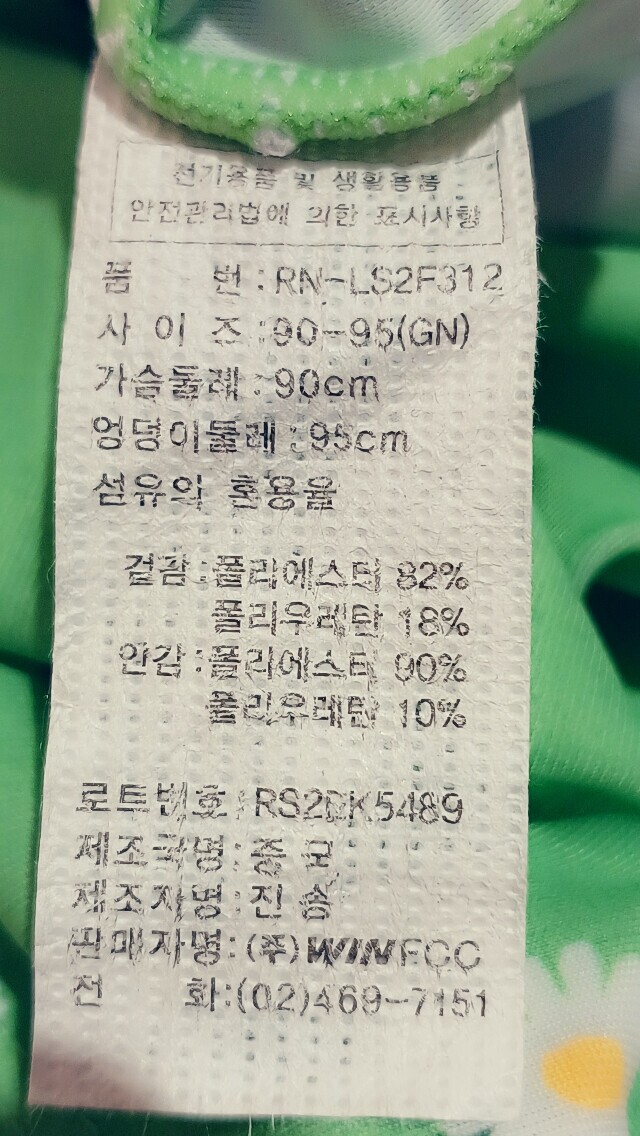 전기용품 및 생활용품
안전관리법에 의한 표시사항
품 번 : RN-LS2F312
사 이 즈 : 90-95(GN)
가슴둘레 : 90cm
엉덩이둘레 : 95cm
섬유의 혼용율
겉감 : 폴리에스터 82%
폴리우레탄 18%
안감 : 폴리에스터 90%
폴리우레탄 10%
로트번호 :
제조국명 : 중 국
제조자명 : 진 송
판매자명 : (주)WINFCC
전 화:(02)469-7151